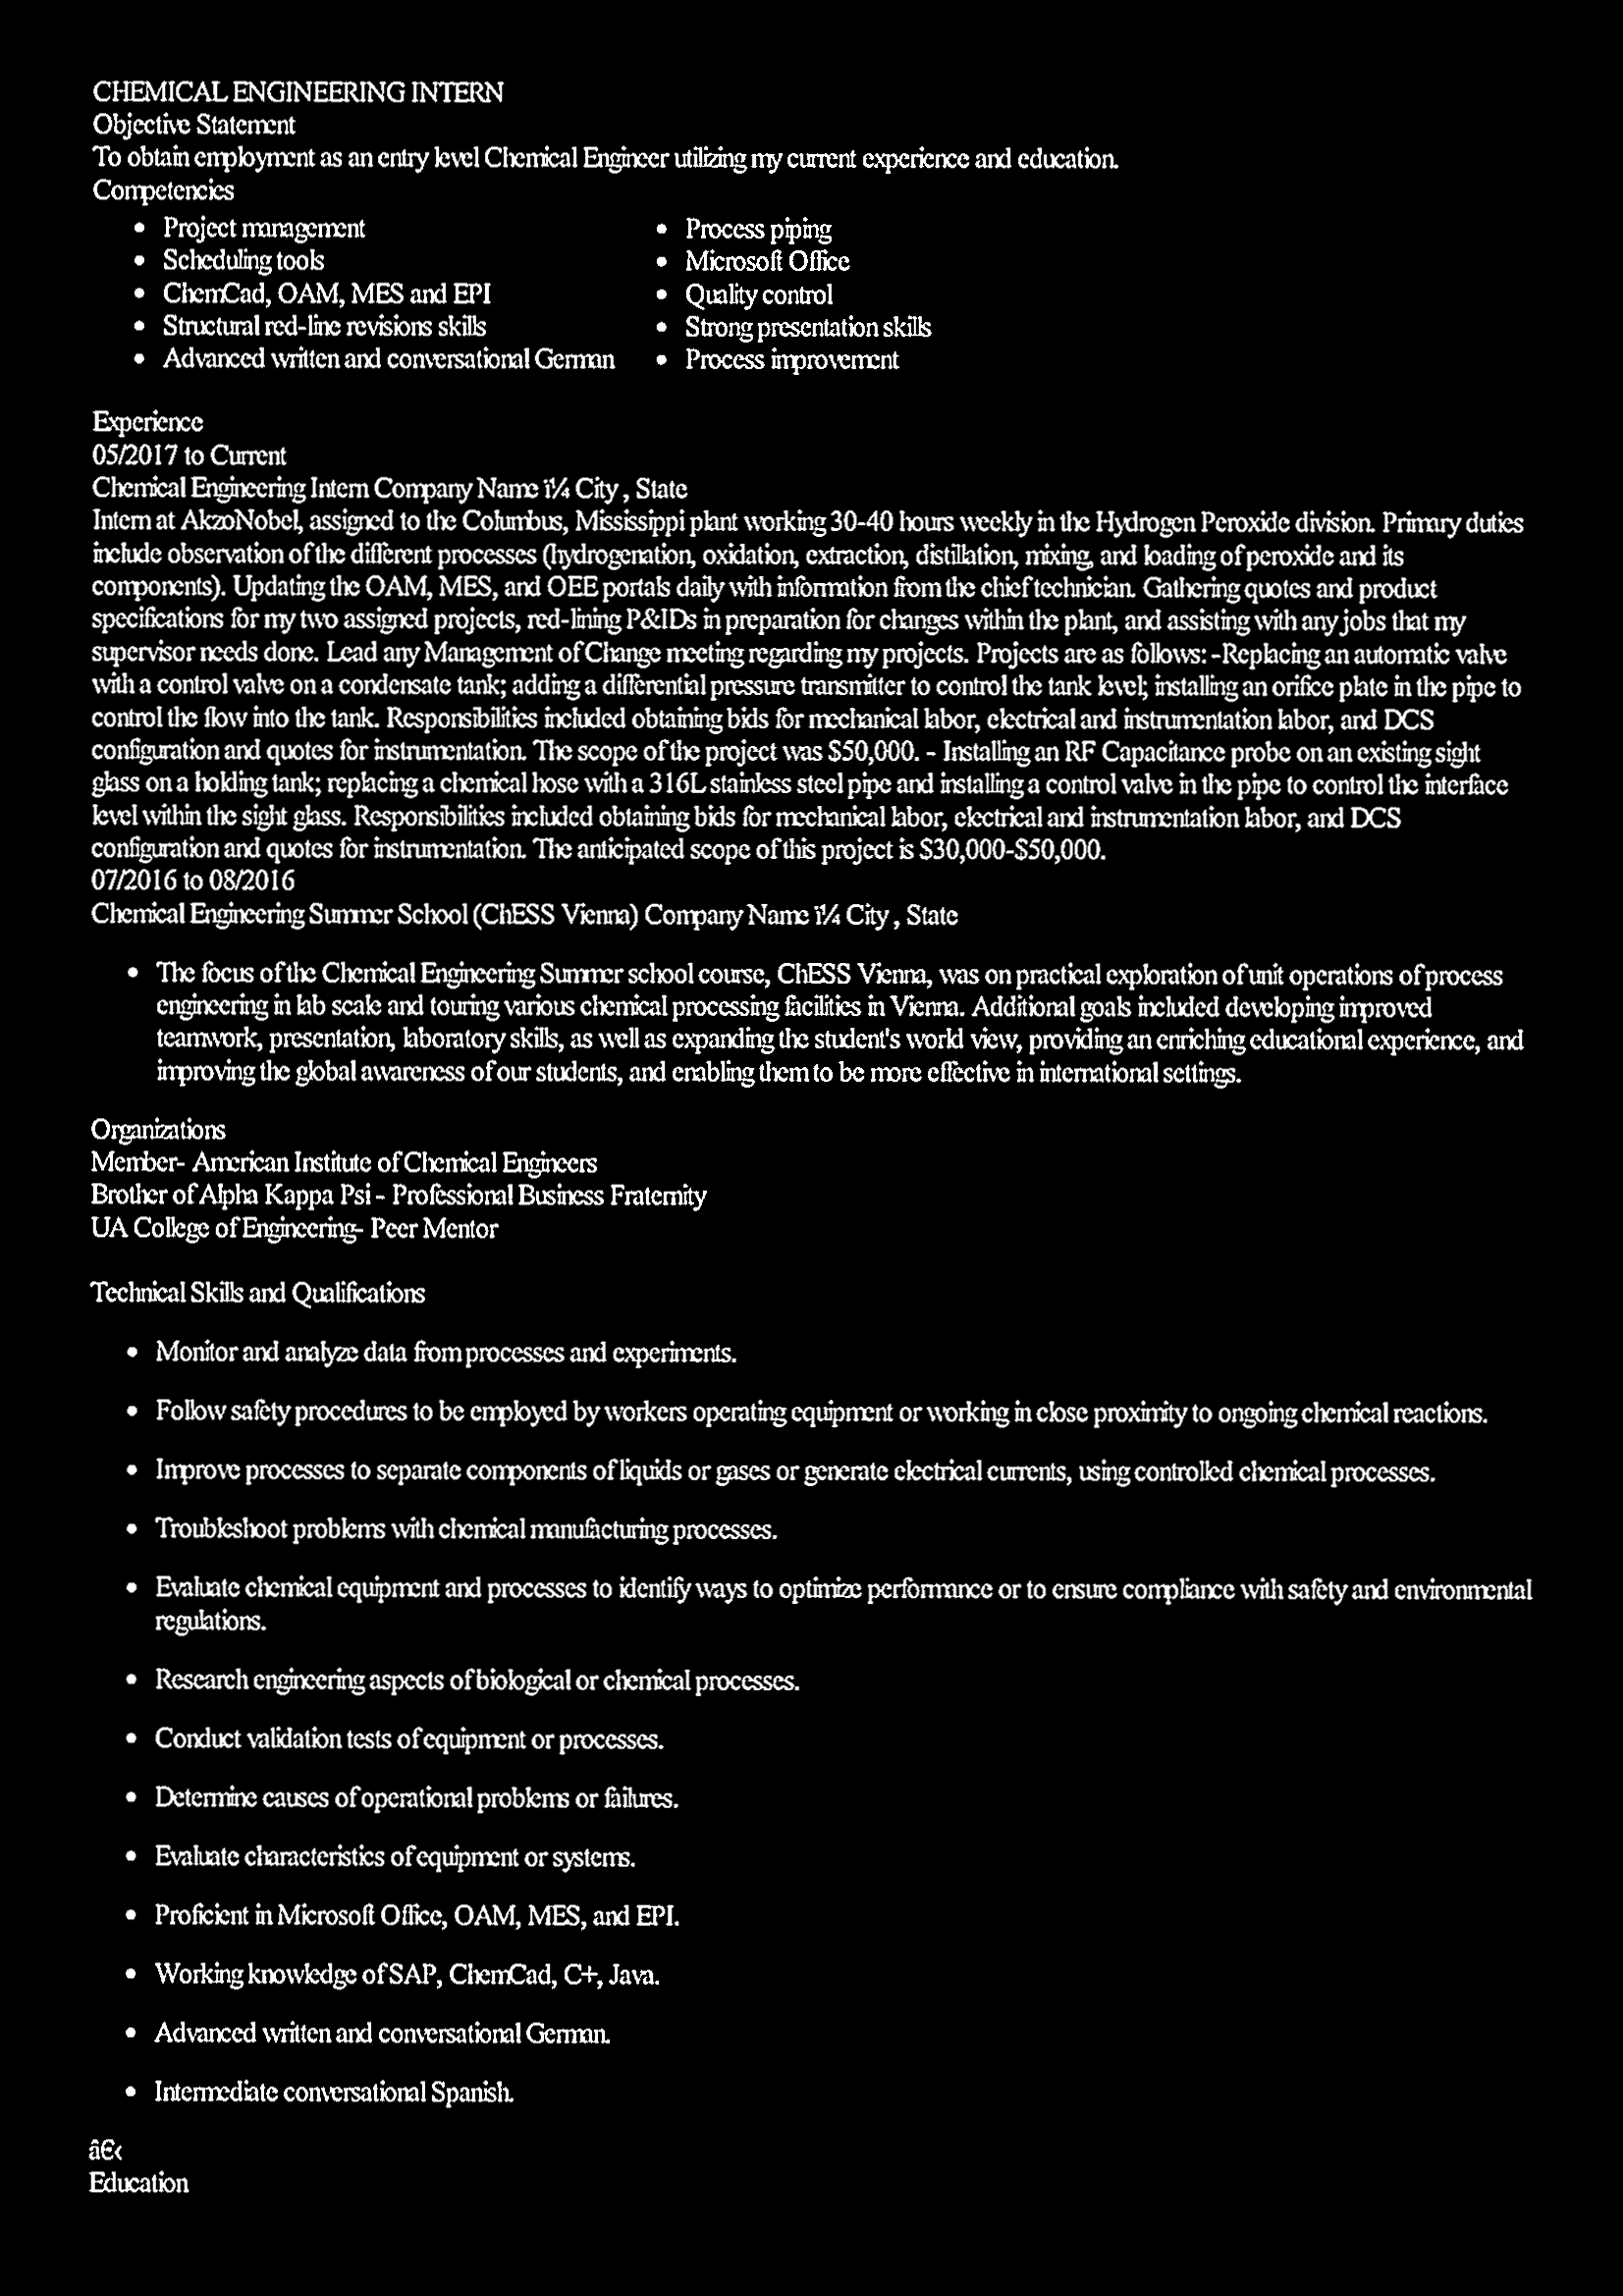 CHEMICAL ENGINEERING INTERN
Objective Statement
To obtain employment as an entry level Chemical Engineer utilizing my current experience and education.
Competencies
• Project management
• Scheduling tools
• ChemCad, OAM, MES and EPI
• Structural red-line revisions skills
• Advanced written and conversational German
• Process piping
• Microsoft Office
• Quality control
• Strong presentation skills
• Process improvement
Experience
05/2017 to Current
Chemical Engineering Intern Company Name ï¼ City , State
Intern at AkzoNobel, assigned to the Columbus, Mississippi plant working 30-40 hours weekly in the Hydrogen Peroxide division. Primary duties
include observation of the different processes (hydrogenation, oxidation, extraction, distillation, mixing, and loading of peroxide and its
components). Updating the OAM, MES, and OEE portals daily with information from the chief technician. Gathering quotes and product
specifications for my two assigned projects, red-lining P&IDs in preparation for changes within the plant, and assisting with any jobs that my
supervisor needs done. Lead any Management of Change meeting regarding my projects. Projects are as follows: -Replacing an automatic valve
with a control valve on a condensate tank; adding a differential pressure transmitter to control the tank level; installing an orifice plate in the pipe to
control the flow into the tank. Responsibilities included obtaining bids for mechanical labor, electrical and instrumentation labor, and DCS
configuration and quotes for instrumentation. The scope of the project was $50,000. - Installing an RF Capacitance probe on an existing sight
glass on a holding tank; replacing a chemical hose with a 316L stainless steel pipe and installing a control valve in the pipe to control the interface
level within the sight glass. Responsibilities included obtaining bids for mechanical labor, electrical and instrumentation labor, and DCS
configuration and quotes for instrumentation. The anticipated scope of this project is $30,000-$50,000.
07/2016 to 08/2016
Chemical Engineering Summer School (ChESS Vienna) Company Name ï¼ City , State
• The focus of the Chemical Engineering Summer school course, ChESS Vienna, was on practical exploration of unit operations of process
engineering in lab scale and touring various chemical processing facilities in Vienna. Additional goals included developing improved
teamwork, presentation, laboratory skills, as well as expanding the student's world view, providing an enriching educational experience, and
improving the global awareness of our students, and enabling them to be more effective in international settings.
Organizations
Member- American Institute of Chemical Engineers
Brother of Alpha Kappa Psi - Professional Business Fraternity
UA College of Engineering- Peer Mentor
Technical Skills and Qualifications
• Monitor and analyze data from processes and experiments.
• Follow safety procedures to be employed by workers operating equipment or working in close proximity to ongoing chemical reactions.
• Improve processes to separate components of liquids or gases or generate electrical currents, using controlled chemical processes.
• Troubleshoot problems with chemical manufacturing processes.
• Evaluate chemical equipment and processes to identify ways to optimize performance or to ensure compliance with safety and environmental
regulations.
• Research engineering aspects of biological or chemical processes.
• Conduct validation tests of equipment or processes.
• Determine causes of operational problems or failures.
• Evaluate characteristics of equipment or systems.
• Proficient in Microsoft Office, OAM, MES, and EPI.
• Working knowledge of SAP, ChemCad, C+, Java.
• Advanced written and conversational German.
• Intermediate conversational Spanish.
â€‹
Education